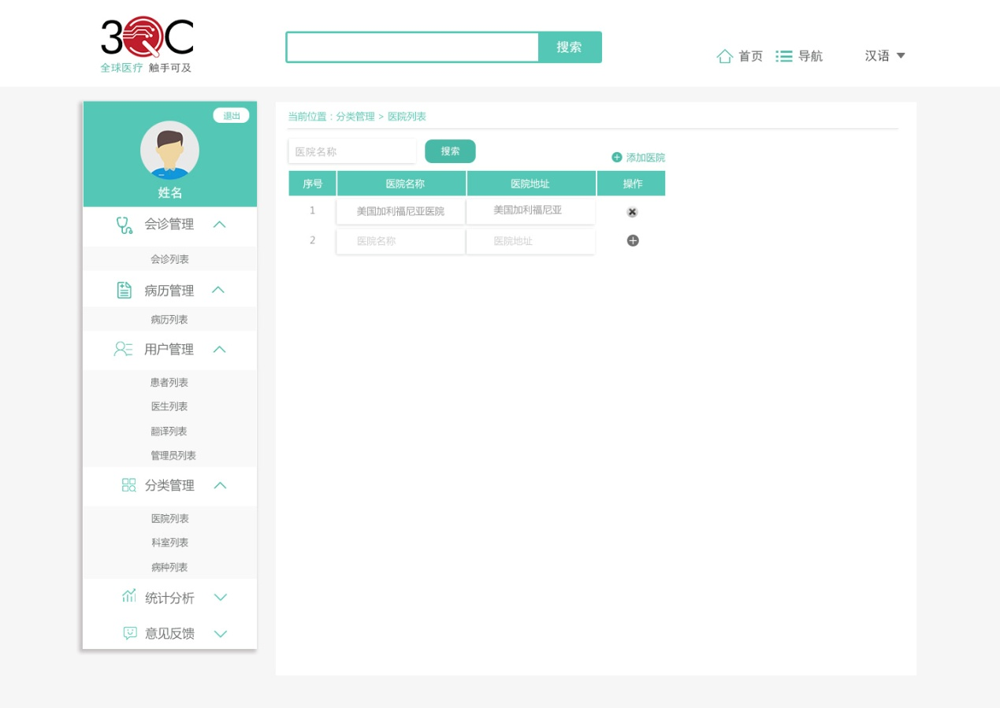 3QC
全球医疗 触手可及
搜索
首页
导航
汉语
退出
姓名
会诊管理
会诊列表
病历管理
病历列表
用户管理
患者列表
医生列表
翻译列表
管理员列表
分类管理
医院列表
科室列表
病种列表
统计分析
意见反馈
当前位置：分类管理 > 医院列表
医院名称
搜索
添加医院
序号 医院名称 医院地址 操作
1 美国加利福尼亚医院 美国加利福尼亚
2 医院名称 医院地址